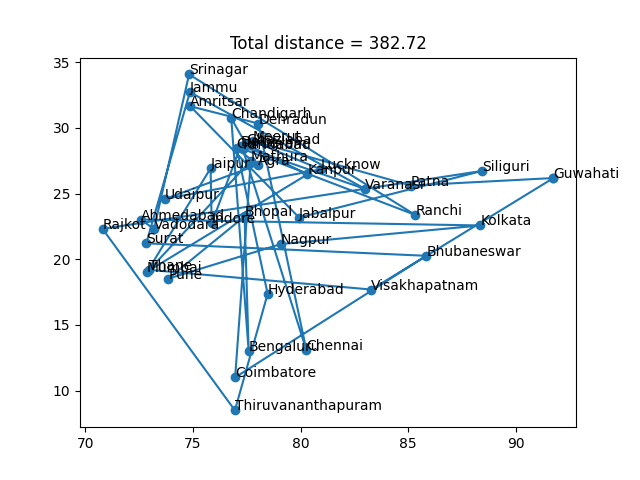 Total distance = 382.72
35
Srinagar
Jammu
Amritsar
Chandigarh
30
Dehradun
Meerut
Mathura
Agra
Lucknow
Kanpur
Jaipur
Siliguri
Guwahati
Patna
Varanasi
25
Udaipur
Ranchi
Ahmedabad
Bhopal
Jabalpur
Indore
Vadodara
Rajkot
Kolkata
Surat
Nagpur
Bhubaneswar
20
Thane
Mumbai
Pune
Visakhapatnam
Hyderabad
15
Bengaluru
Chennai
Coimbatore
10
Thiruvananthapuram
70
75
80
85
90